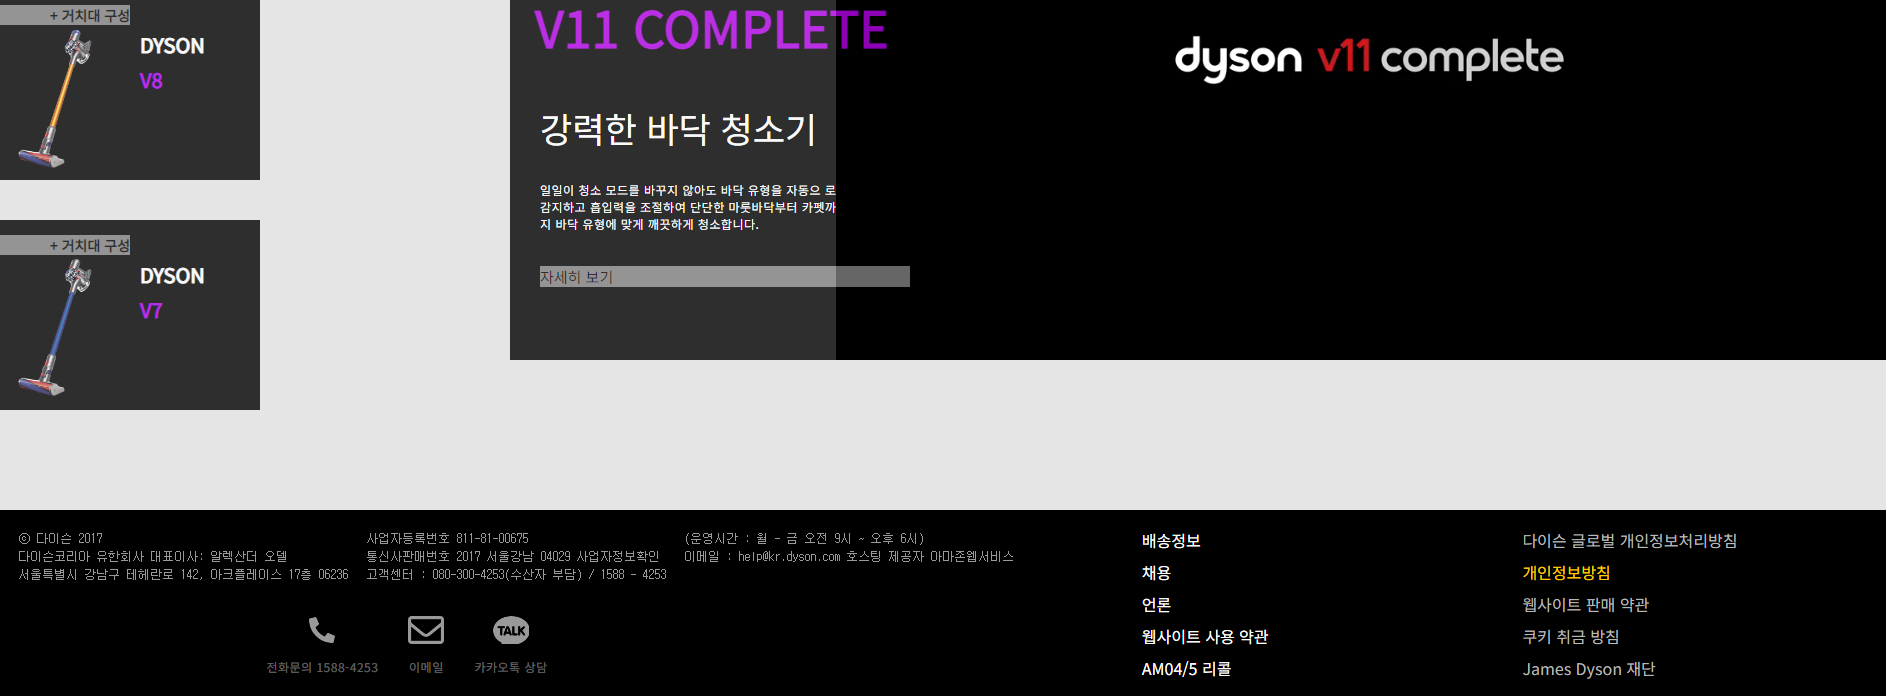 + 거치대 구성
DYSON
V8
+ 거치대 구성
DYSON
V7
V11 COMPLETE
강력한 바닥 청소기
일일이 청소 모드를 바꾸지 않아도 바닥 유형을 자동으 로
감지하고 흡입력을 조절하여 단단한 마룻바닥부터 카펫까
지 바닥 유형에 맞게 깨끗하게 청소합니다.
자세히 보기
dyson v11 complete
ⓒ 다이슨 2017
다이슨코리아 유한회사 대표이사: 알렉산더 오델
서울특별시 강남구 테헤란로 142, 아크플레이스 17층 06236
사업자등록번호 811-81-00675
통신사판매번호 2017 서울강남 04029 사업자정보확인
고객센터 : 080-300-4253(수산자 부담) / 1588 - 4253
(운영시간 : 월 - 금 오전 9시 ~ 오후 6시)
이메일 : help@kr.dyson.com 호스팅 제공자 아마존웹서비스
TALK
전화문의 1588-4253
이메일
카카오톡 상담
배송정보
채용
언론
웹사이트 사용 약관
AM04/5 리콜
다이슨 글로벌 개인정보처리방침
개인정보방침
웹사이트 판매 약관
쿠키 취금 방침
James Dyson 재단